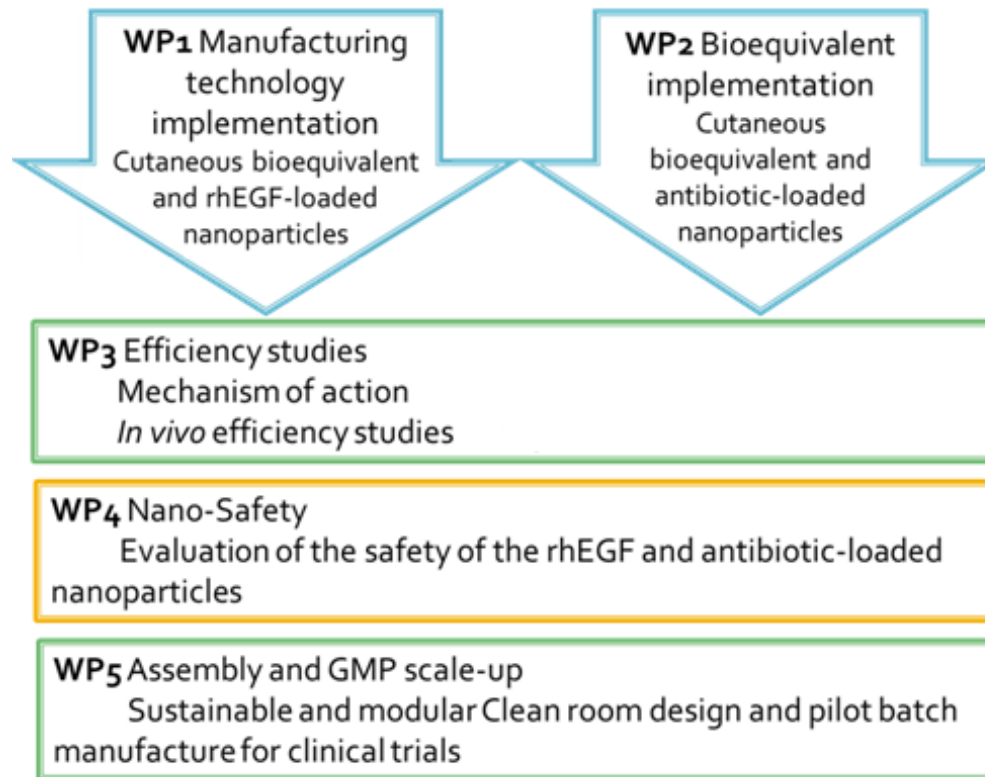 WP1 Manufacturing
technology
implementation
Cutaneous bioequivalent
and rhEGF-loaded
nanoparticles
WP2 Bioequivalent
implementation
Cutaneous
bioequivalent and
antibiotic-loaded
nanoparticles
WP3 Efficiency studies
Mechanism of action
In vivo efficiency studies
WP4 Nano-Safety
Evaluation of the safety of the rhEGF and antibiotic-loaded
nanoparticles
WP5 Assembly and GMP scale-up
Sustainable and modular Clean room design and pilot batch
manufacture for clinical trials